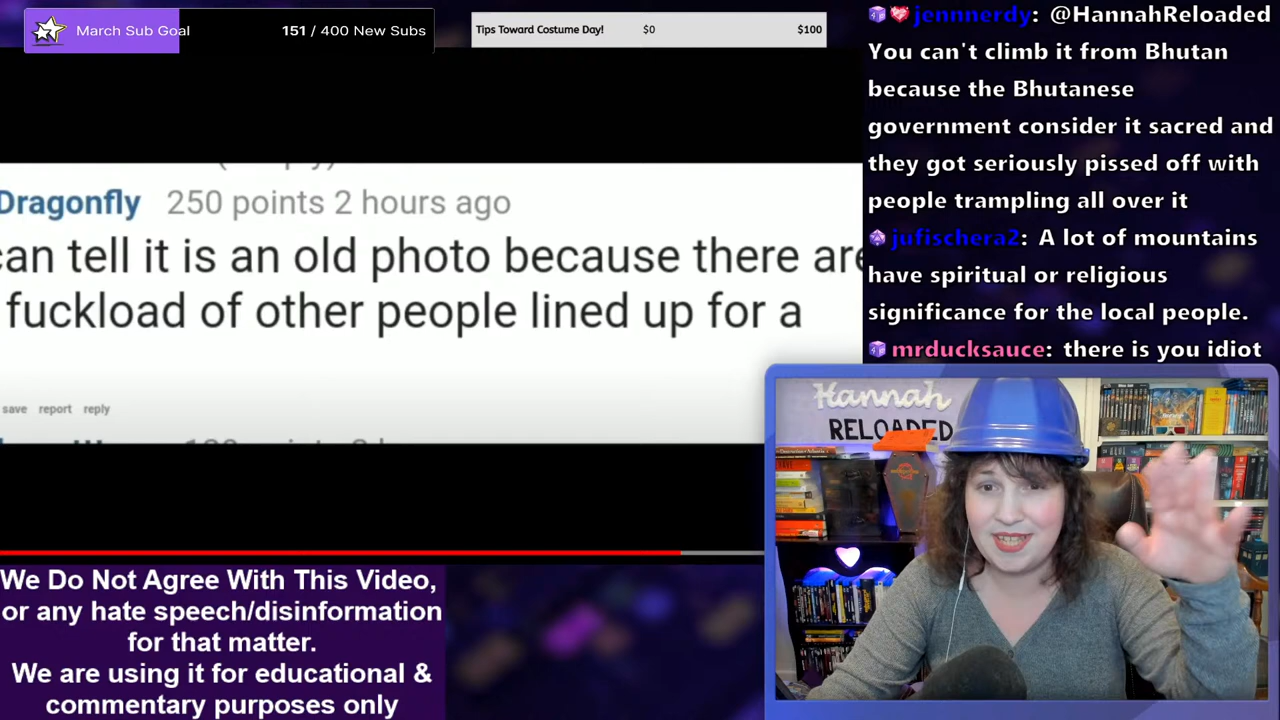 March Sub Goal
151 / 400 New Subs
Tips Toward Costume Day!
$0
$100
Dragonfly 250 points 2 hours ago
can tell it is an old photo because there are
fuckload of other people lined up for a
save report reply
We Do Not Agree With This Video,
or any hate speech/disinformation
for that matter.
We are using it for educational &
commentary purposes only
jennnerdy: @HannahReloaded
You can't climb it from Bhutan
because the Bhutanese
government consider it sacred and
they got seriously pissed off with
people trampling all over it
jufischera2: A lot of mountains
have spiritual or religious
significance for the local people.
mrducksauce: there is you idiot
Hannah
RELOADED